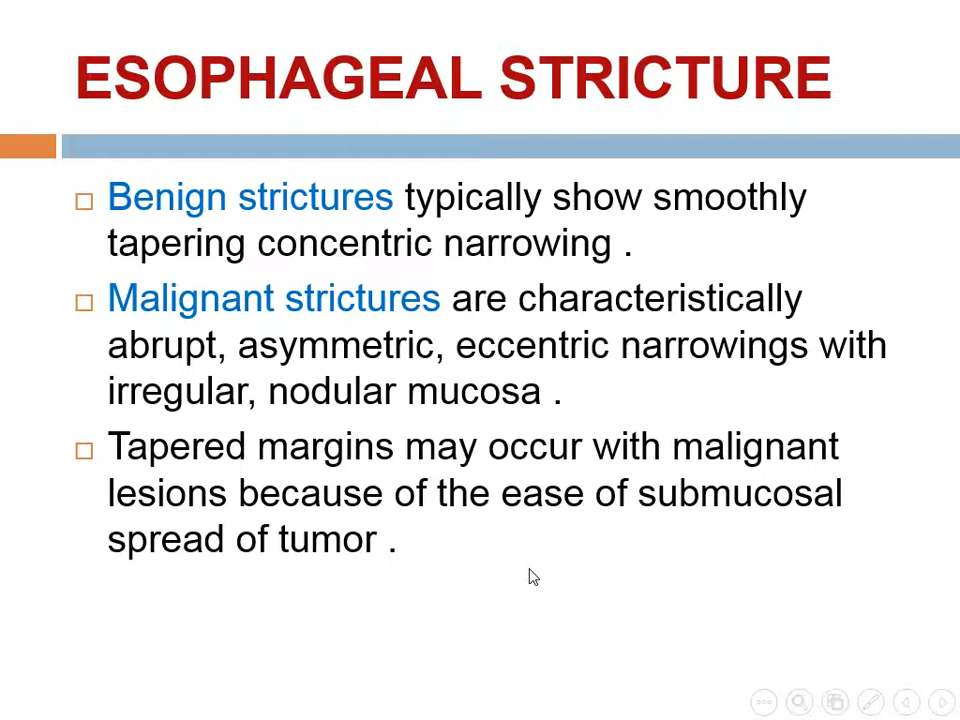 ESOPHAGEAL STRICTURE
Benign strictures typically show smoothly
tapering concentric narrowing .
Malignant strictures are characteristically
abrupt, asymmetric, eccentric narrowings with
irregular, nodular mucosa .
Tapered margins may occur with malignant
lesions because of the ease of submucosal
spread of tumor .